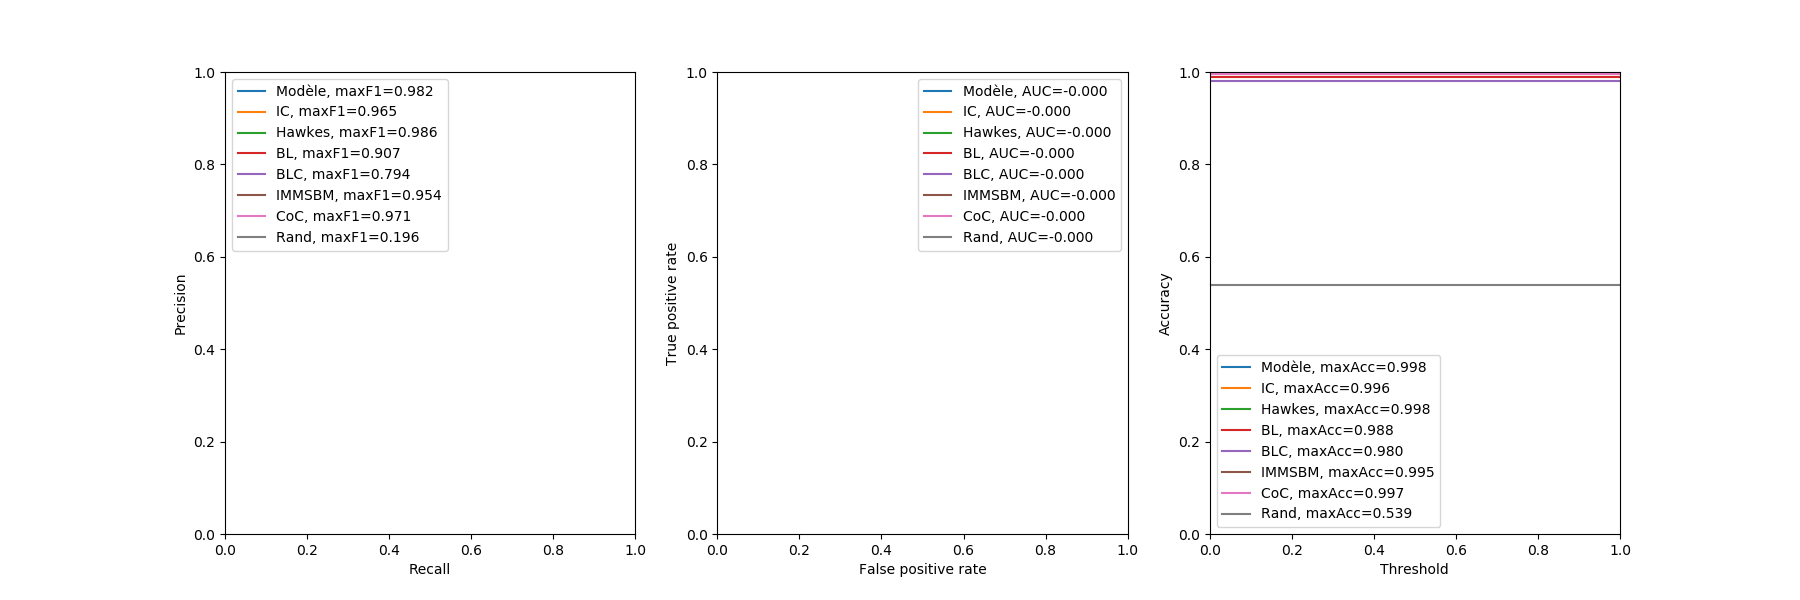 1.0
0.8
0.6
0.4
0.2
0.0
Precision
Modèle, maxF1=0.982
IC, maxF1=0.965
Hawkes, maxF1=0.986
BL, maxF1=0.907
BLC, maxF1=0.794
IMMSBM, maxF1=0.954
CoC, maxF1=0.971
Rand, maxF1=0.196
0.0 0.2 0.4 0.6 0.8 1.0
Recall
1.0
0.8
0.6
0.4
0.2
0.0
True positive rate
Modèle, AUC=-0.000
IC, AUC=-0.000
Hawkes, AUC=-0.000
BL, AUC=-0.000
BLC, AUC=-0.000
IMMSBM, AUC=-0.000
CoC, AUC=-0.000
Rand, AUC=-0.000
0.0 0.2 0.4 0.6 0.8 1.0
False positive rate
1.0
0.8
0.6
0.4
0.2
0.0
Accuracy
Modèle, maxAcc=0.998
IC, maxAcc=0.996
Hawkes, maxAcc=0.998
BL, maxAcc=0.988
BLC, maxAcc=0.980
IMMSBM, maxAcc=0.995
CoC, maxAcc=0.997
Rand, maxAcc=0.539
0.0 0.2 0.4 0.6 0.8 1.0
Threshold